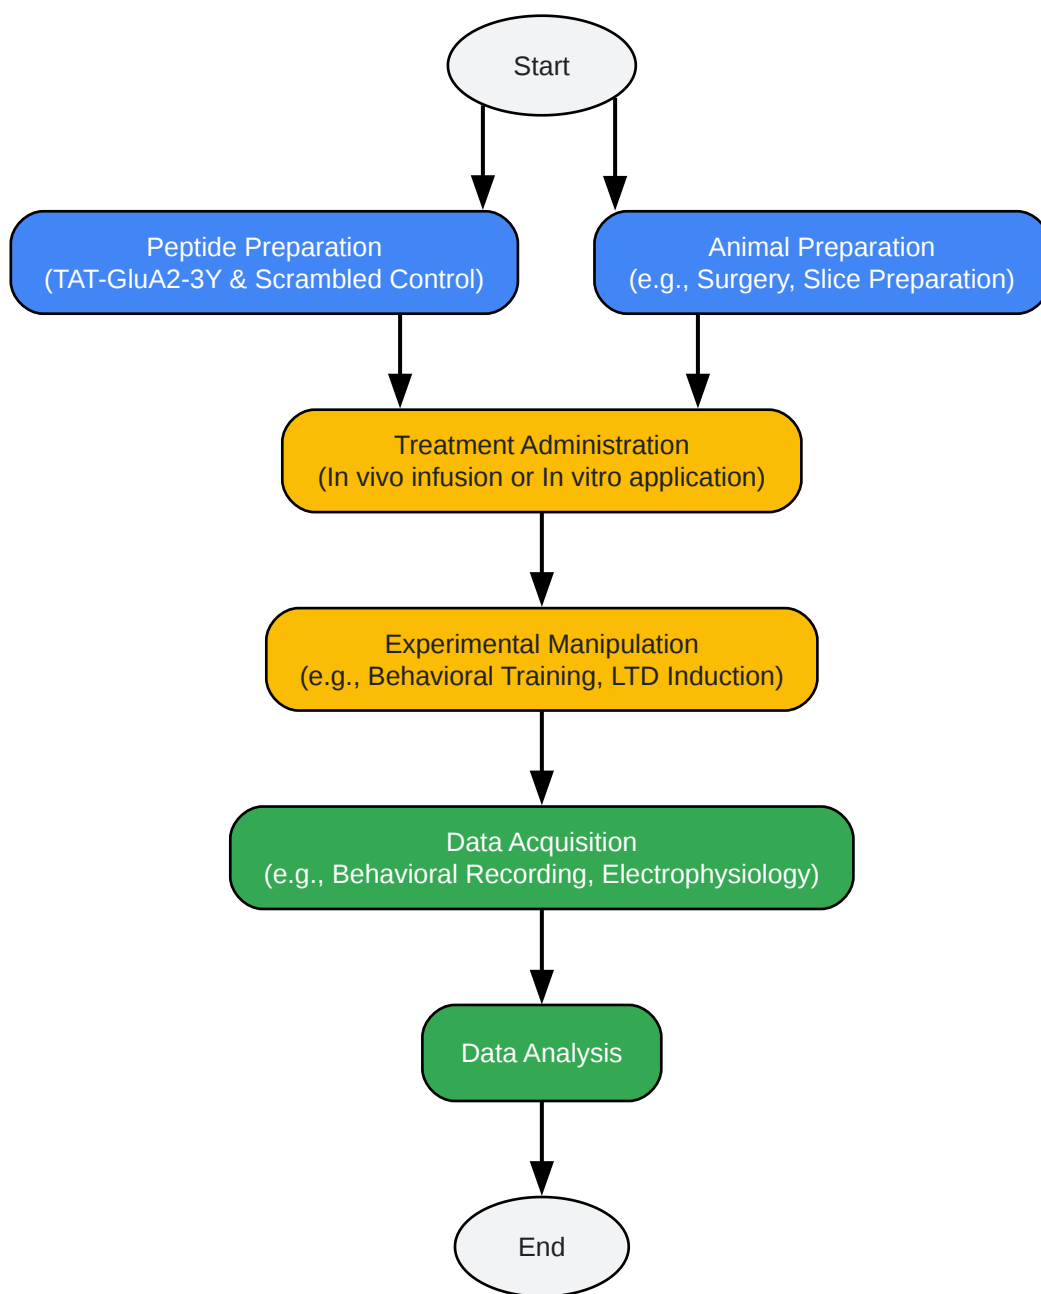 Start
Peptide Preparation
(TAT-GluA2-3Y & Scrambled Control)
Animal Preparation
(e.g., Surgery, Slice Preparation)
Treatment Administration
(In vivo infusion or In vitro application)
Experimental Manipulation
(e.g., Behavioral Training, LTD Induction)
Data Acquisition
(e.g., Behavioral Recording, Electrophysiology)
Data Analysis
End